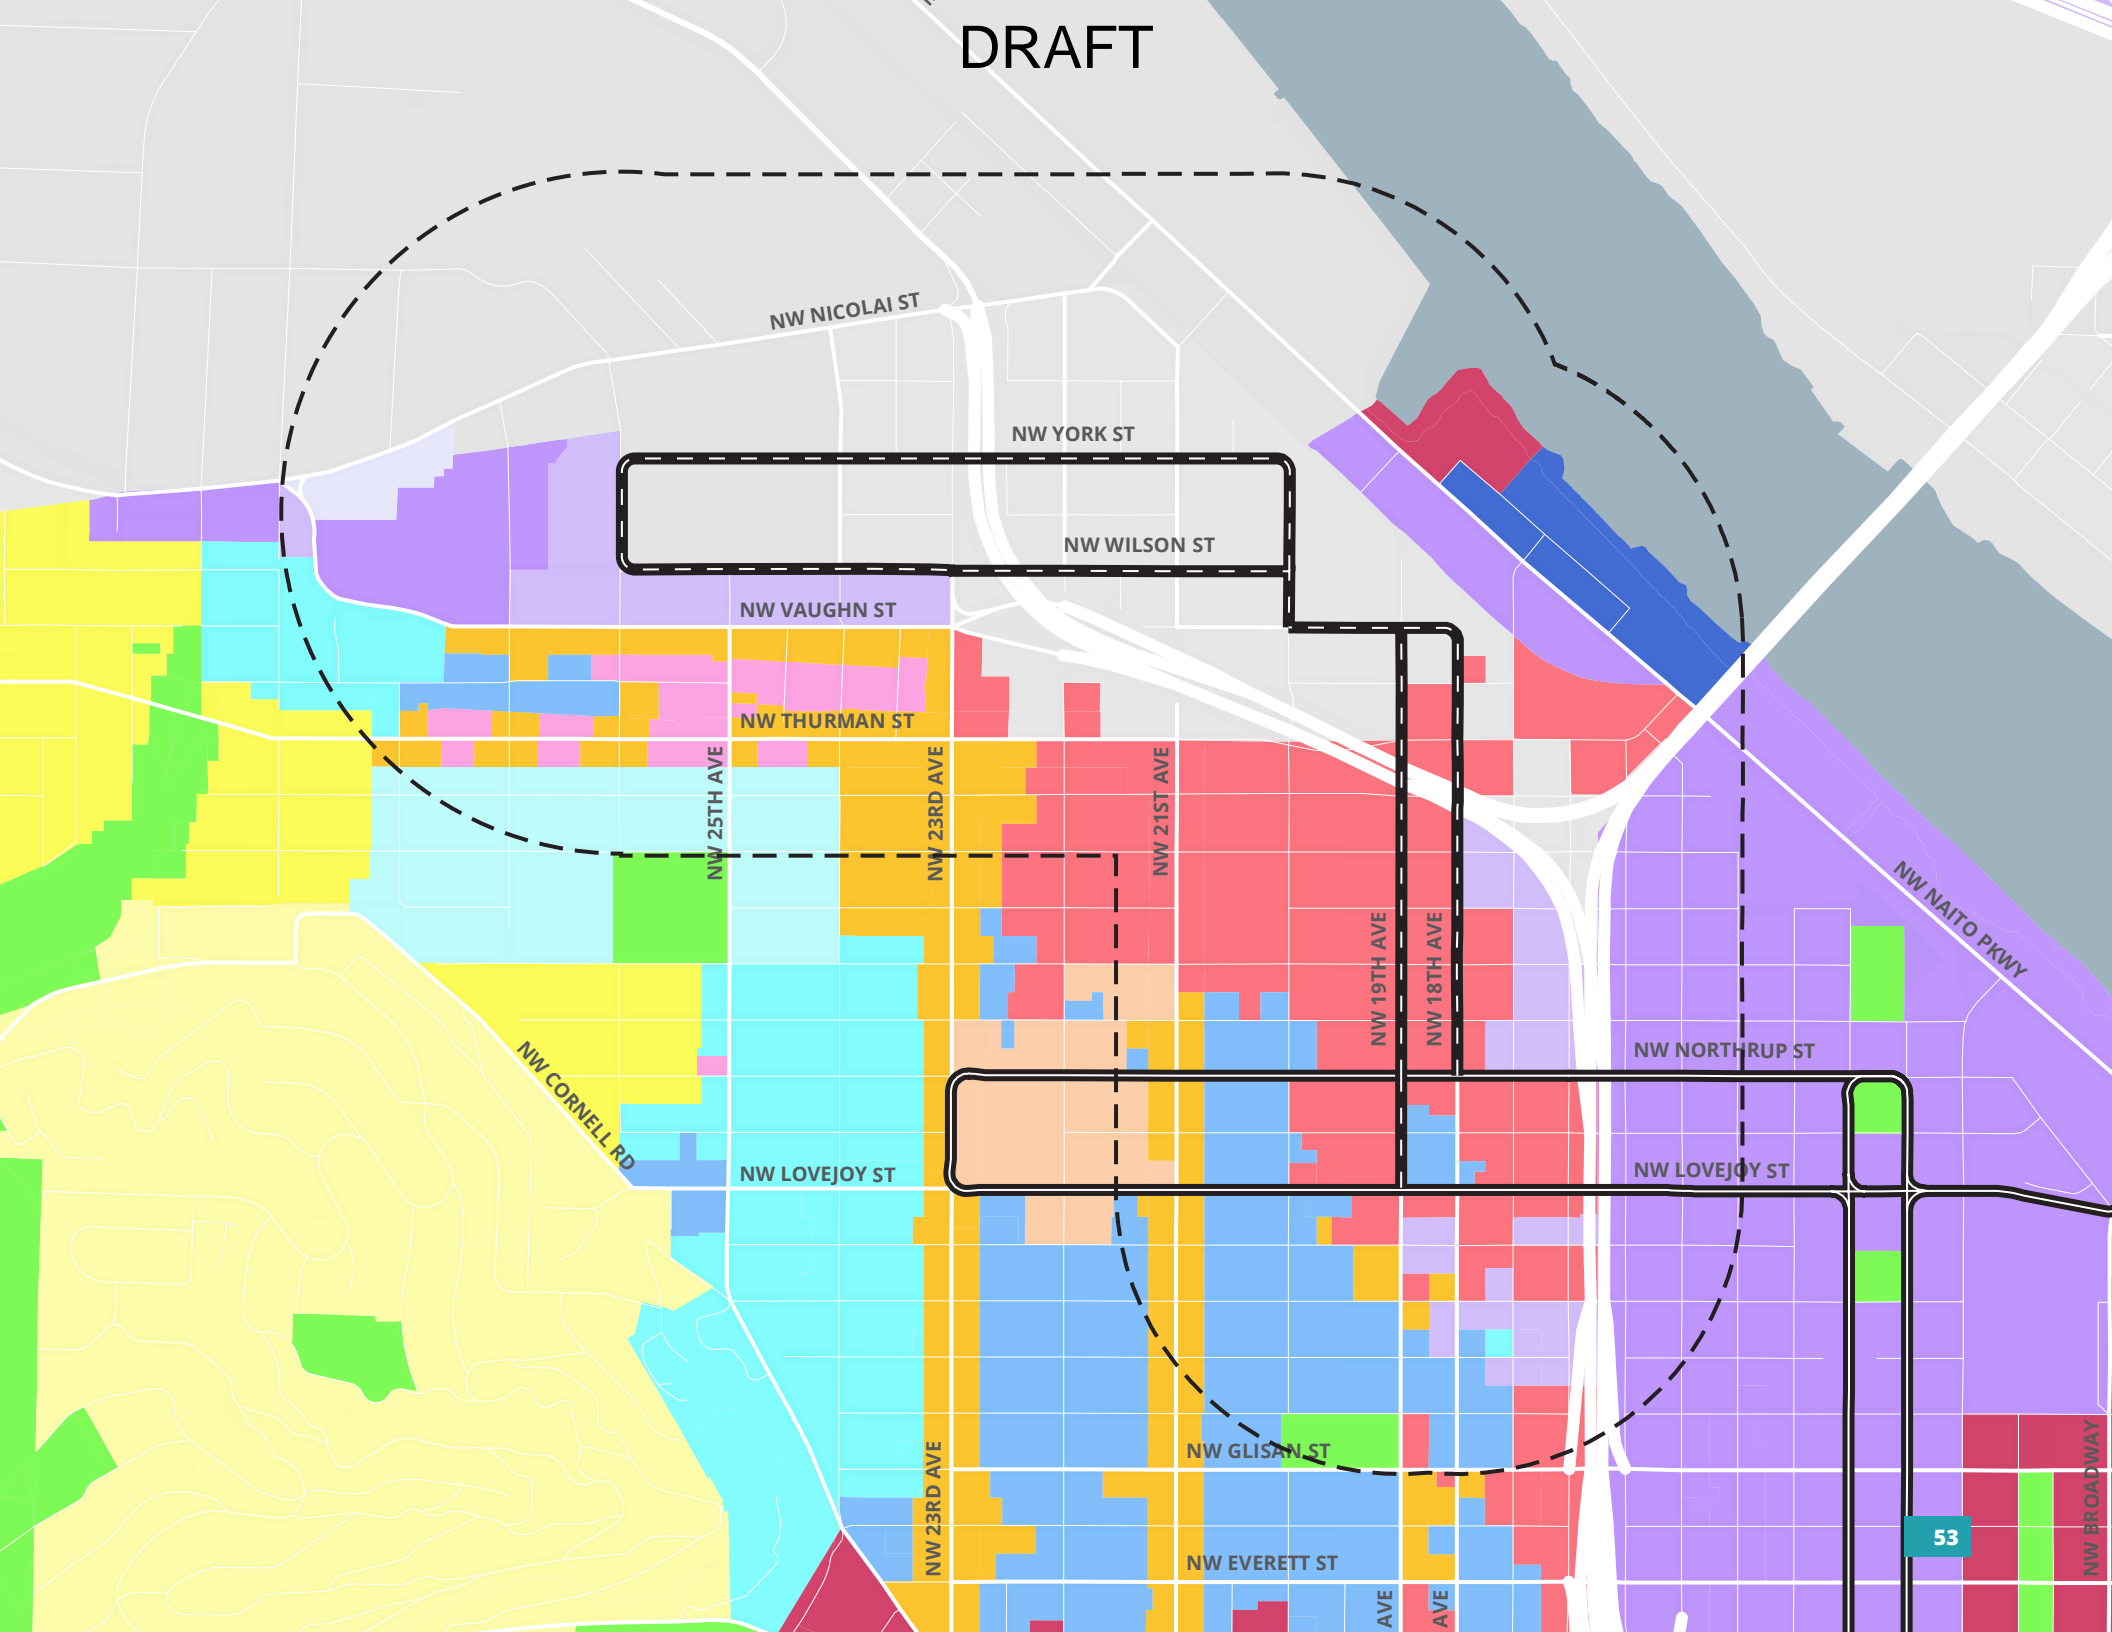 DRAFT
NW NICOLAI ST
NW YORK ST
NW WILSON ST
NW VAUGHN ST
NW THURMAN ST
NW 25TH AVE
NW 23RD AVE
NW 21ST AVE
NW 19TH AVE
NW 18TH AVE
NW NAITO PKWY
NW CORNELL RD
NW NORTHRUP ST
NW LOVEJOY ST
NW LOVEJOY ST
NW GLISAN ST
NW 23RD AVE
NW BROADWAY
53
NW EVERETT ST
AVE
AVE